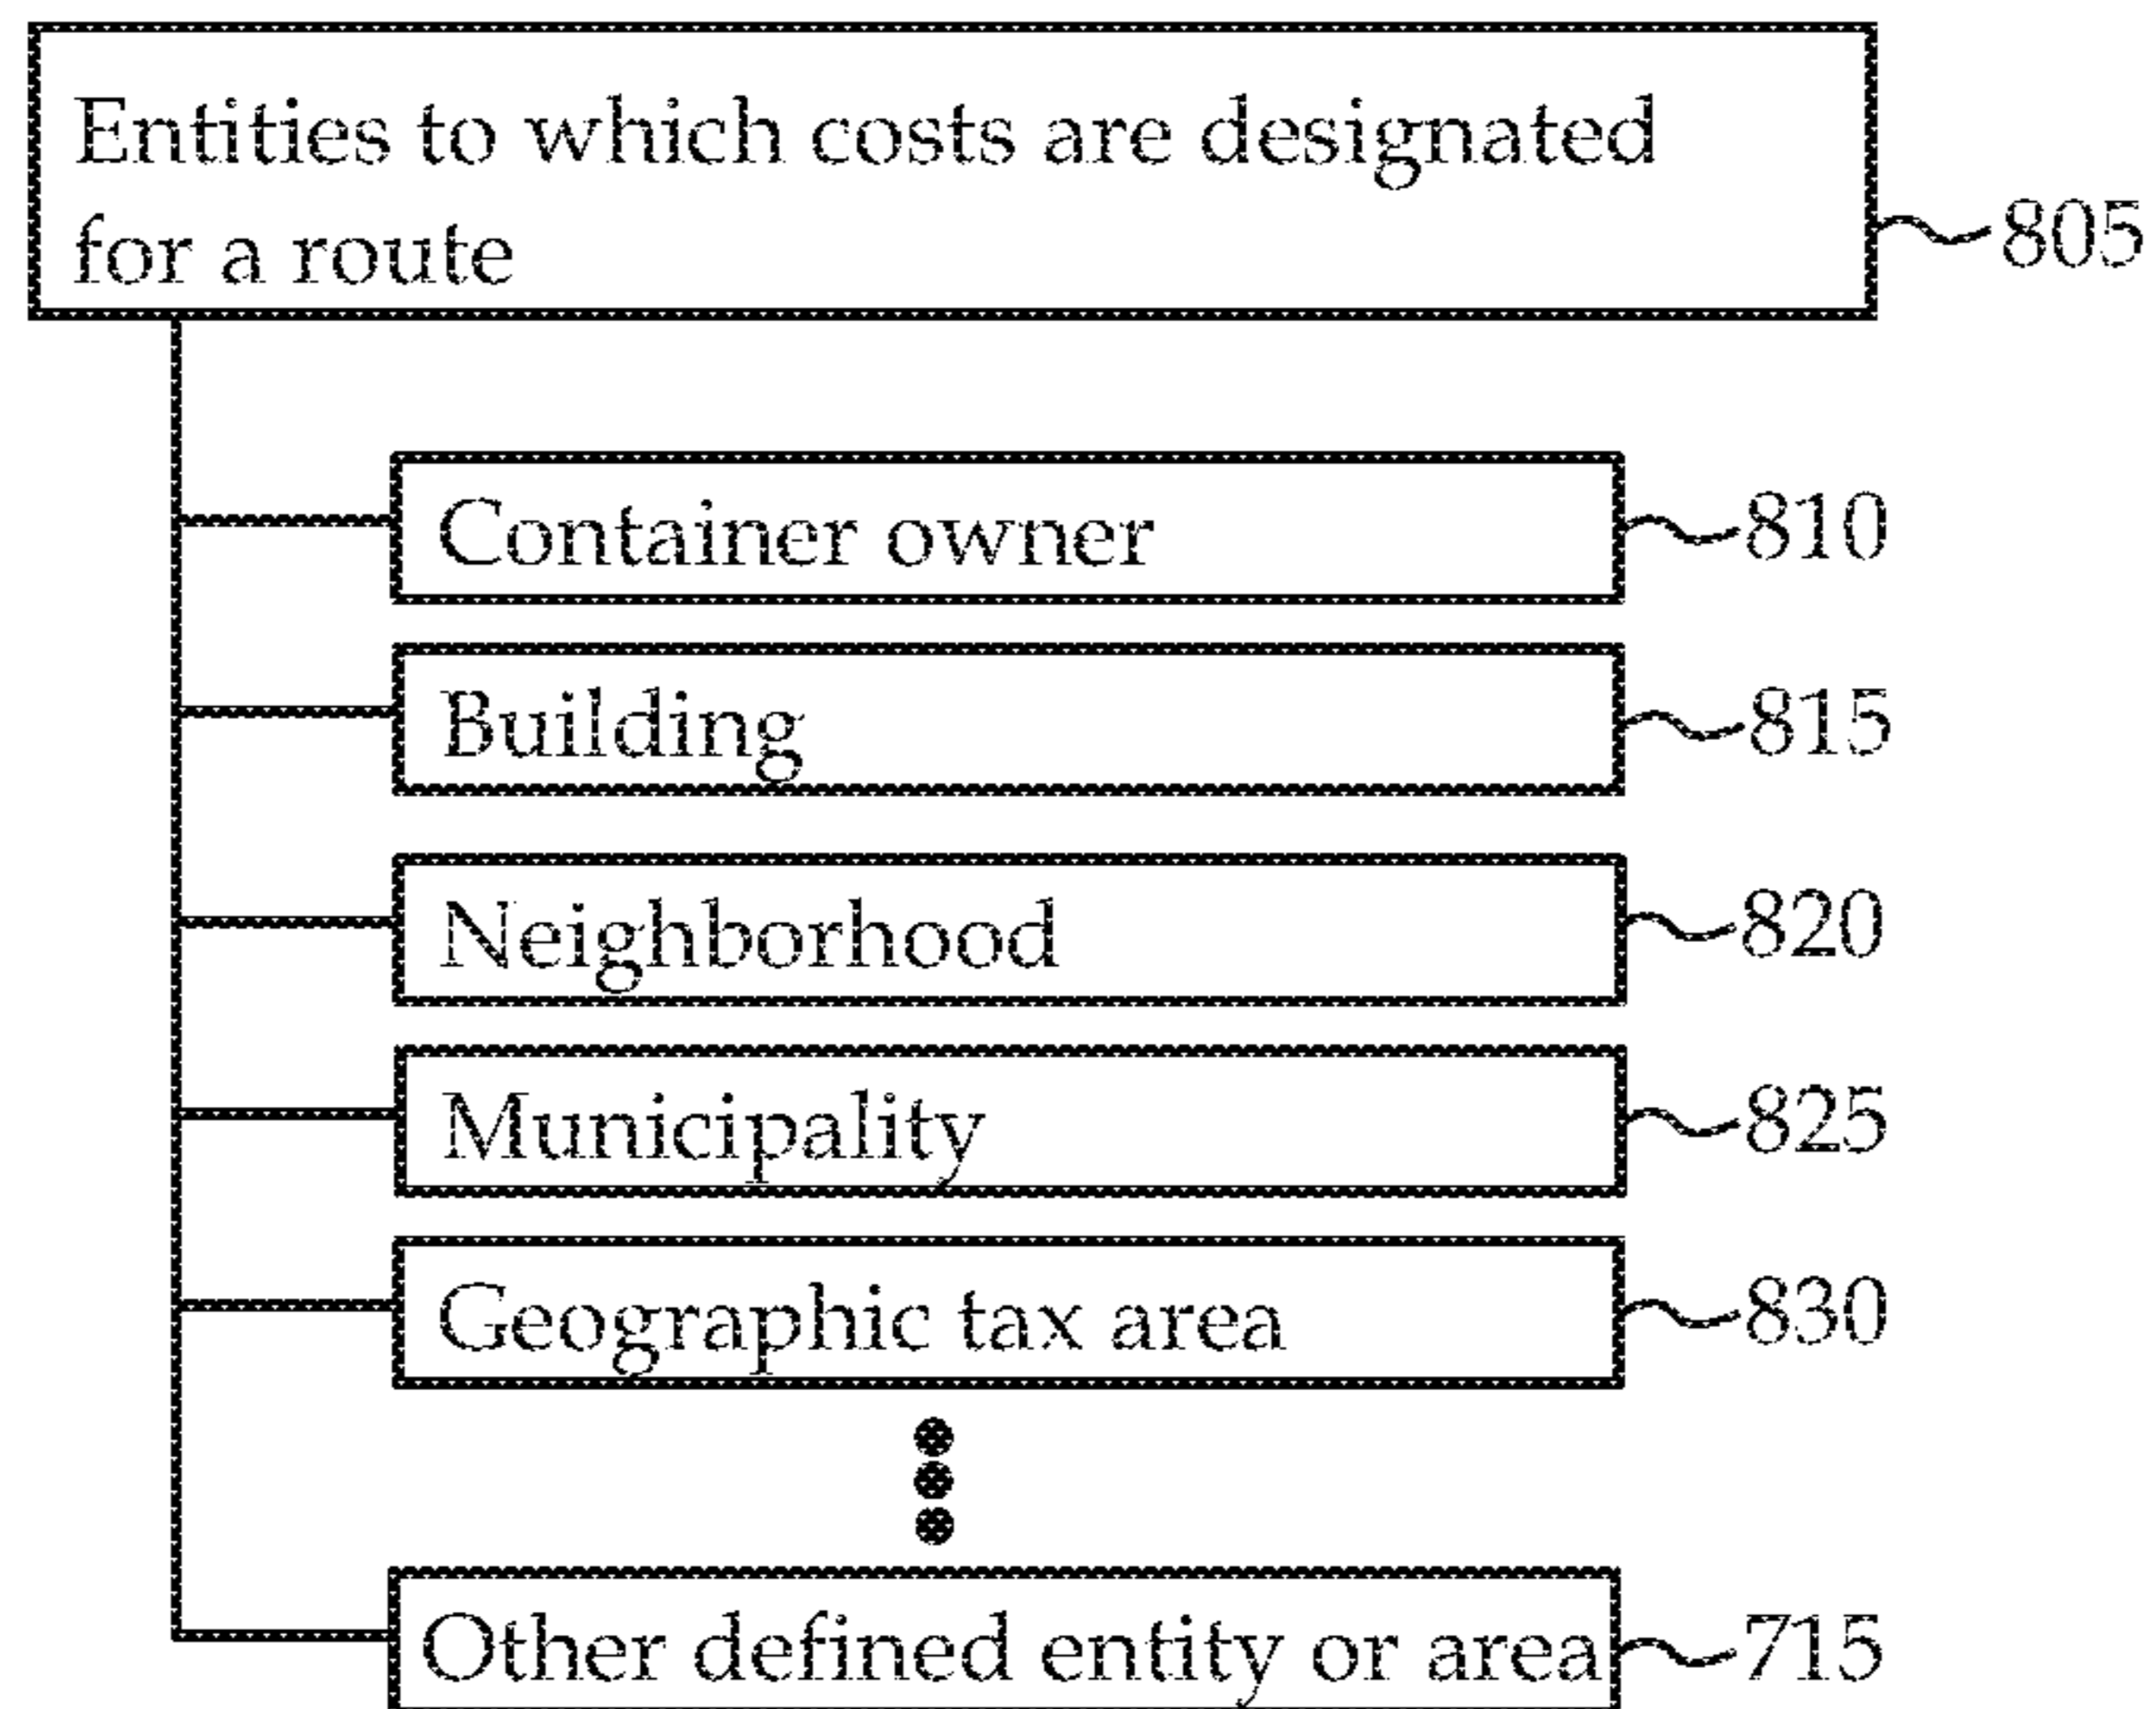 Entities to which costs are designated
for a route
805
Container owner
810
Building
815
Neighborhood
820
Municipality
825
Geographic tax area
830
Other defined entity or area
715